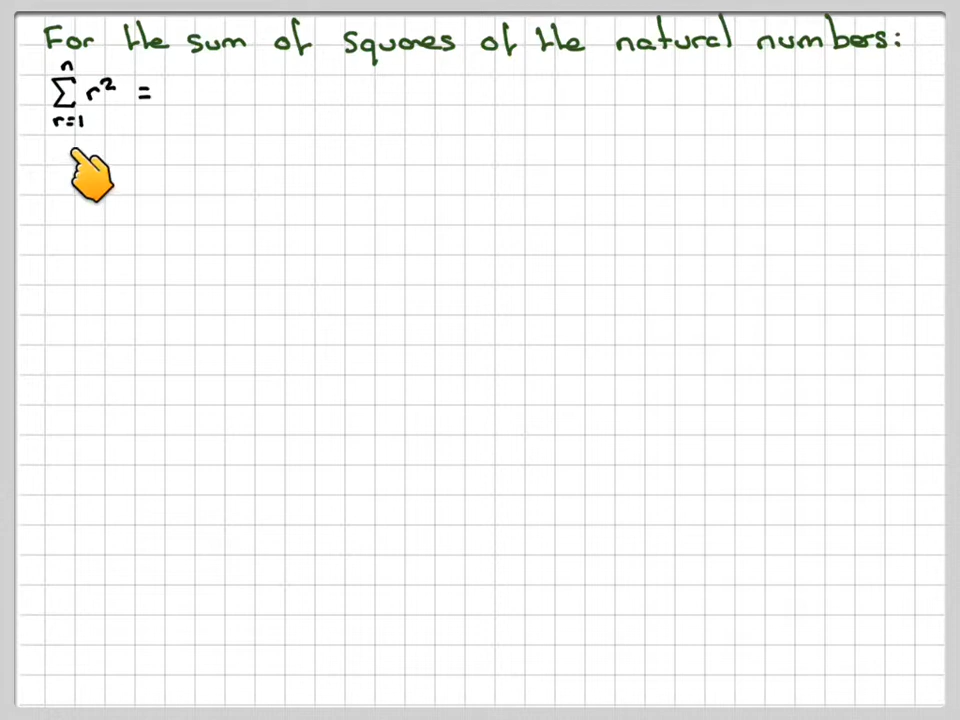 For the sum of squares of the natural numbers:
n
∑ r² =
r=1